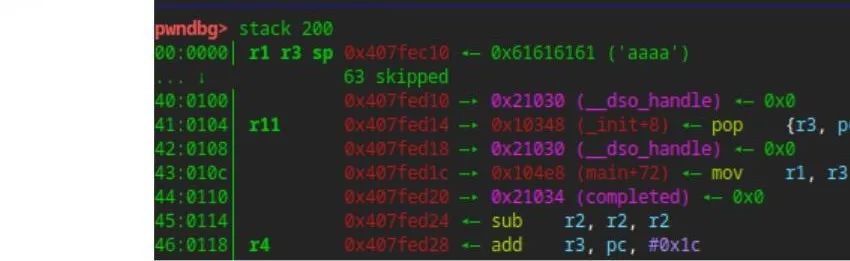 pwndbg> stack 200
00:0000│ r1 r3 sp 0x407fec10 ◂— 0x61616161 ('aaaa')
... ↓ 63 skipped
40:0100│ 0x407fed10 —▸ 0x21030 (__dso_handle) ◂— 0x0
41:0104│ r11 0x407fed14 —▸ 0x10348 (_init+8) ◂— pop {r3, p
42:0108│ 0x407fed18 —▸ 0x21030 (__dso_handle) ◂— 0x0
43:010c│ 0x407fed1c —▸ 0x104e8 (main+72) ◂— mov r1, r3
44:0110│ 0x407fed20 —▸ 0x21034 (completed) ◂— 0x0
45:0114│ 0x407fed24 ◂— sub r2, r2, r2
46:0118│ r4 0x407fed28 ◂— add r3, pc, #0x1c